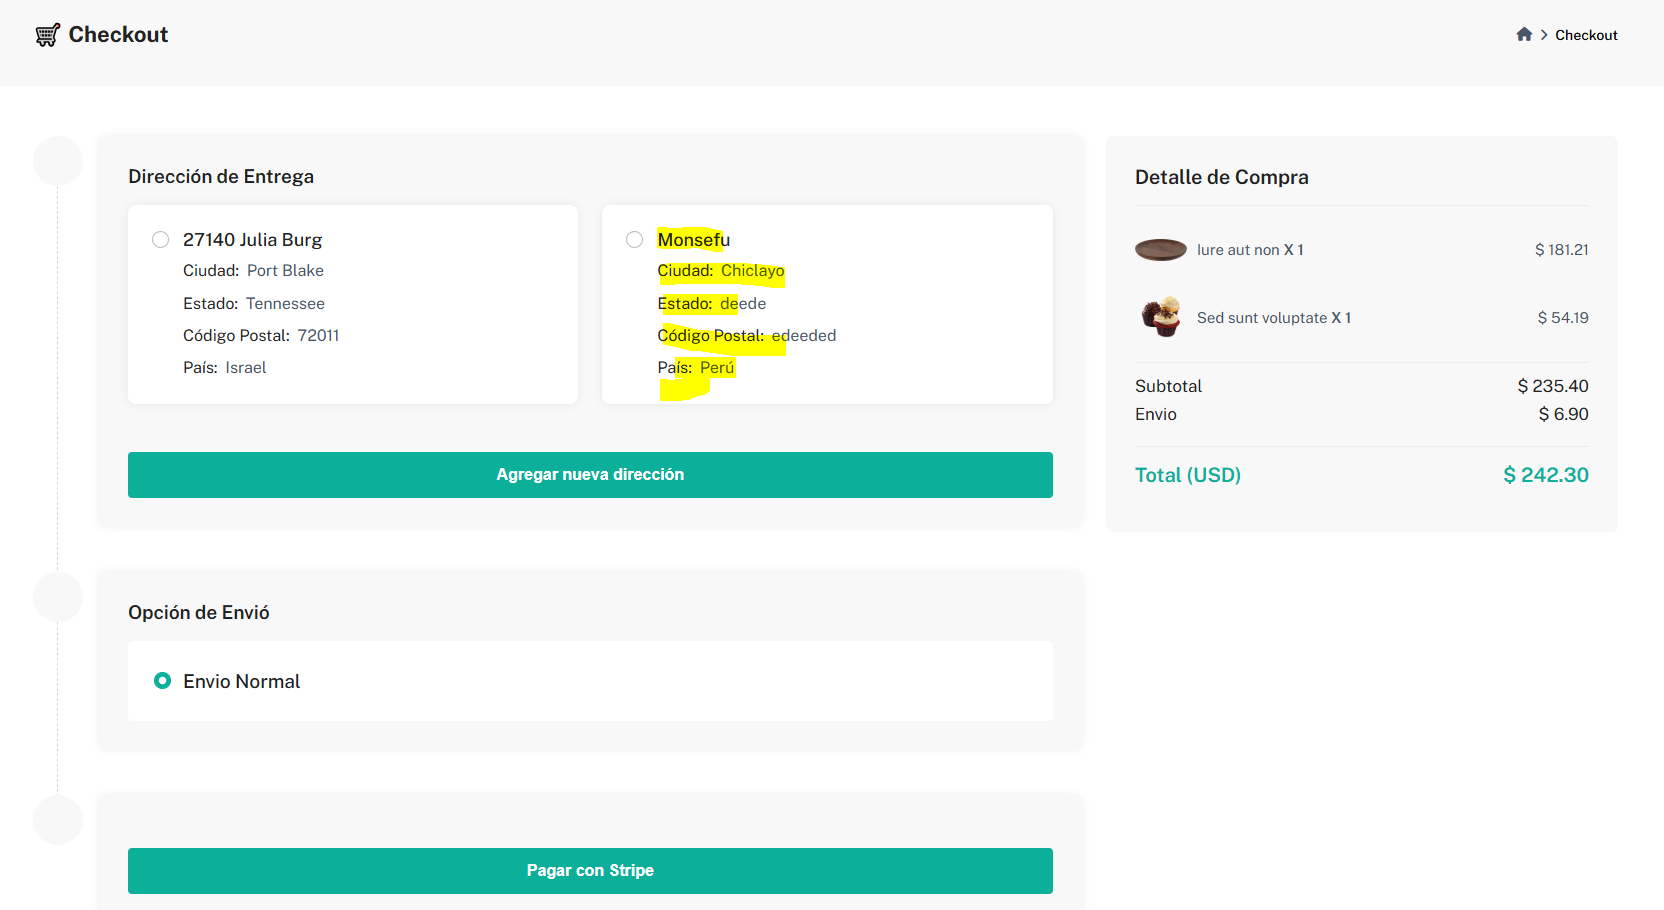 Checkout
Checkout
Dirección de Entrega
27140 Julia Burg
Ciudad: Port Blake
Estado: Tennessee
Código Postal: 72011
País: Israel
Monsefu
Ciudad: Chiclayo
Estado: deede
Código Postal: edeeded
País: Perú
Agregar nueva dirección
Opción de Envió
Envio Normal
Pagar con Stripe
Detalle de Compra
Iure aut non X 1 $ 181.21
Sed sunt voluptate X 1 $ 54.19
Subtotal $ 235.40
Envio $ 6.90
Total (USD) $ 242.30